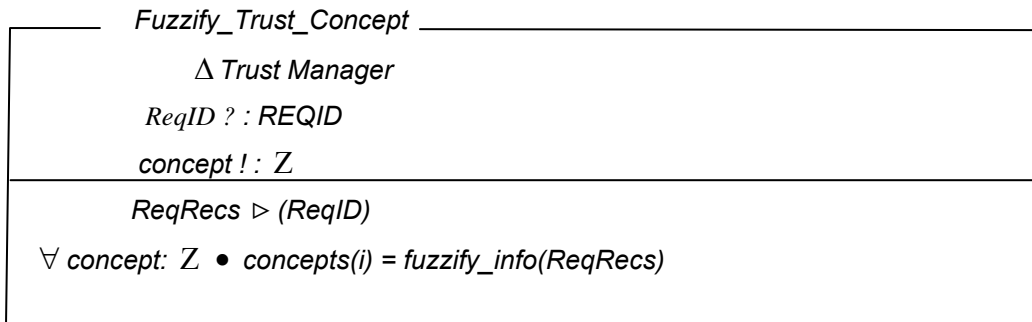 Fuzzify_Trust_Concept
Δ Trust Manager
ReqID ? : REQID
concept ! : Z
ReqRecs ⊳ (ReqID)
∀ concept: Z • concepts(i) = fuzzify_info(ReqRecs)